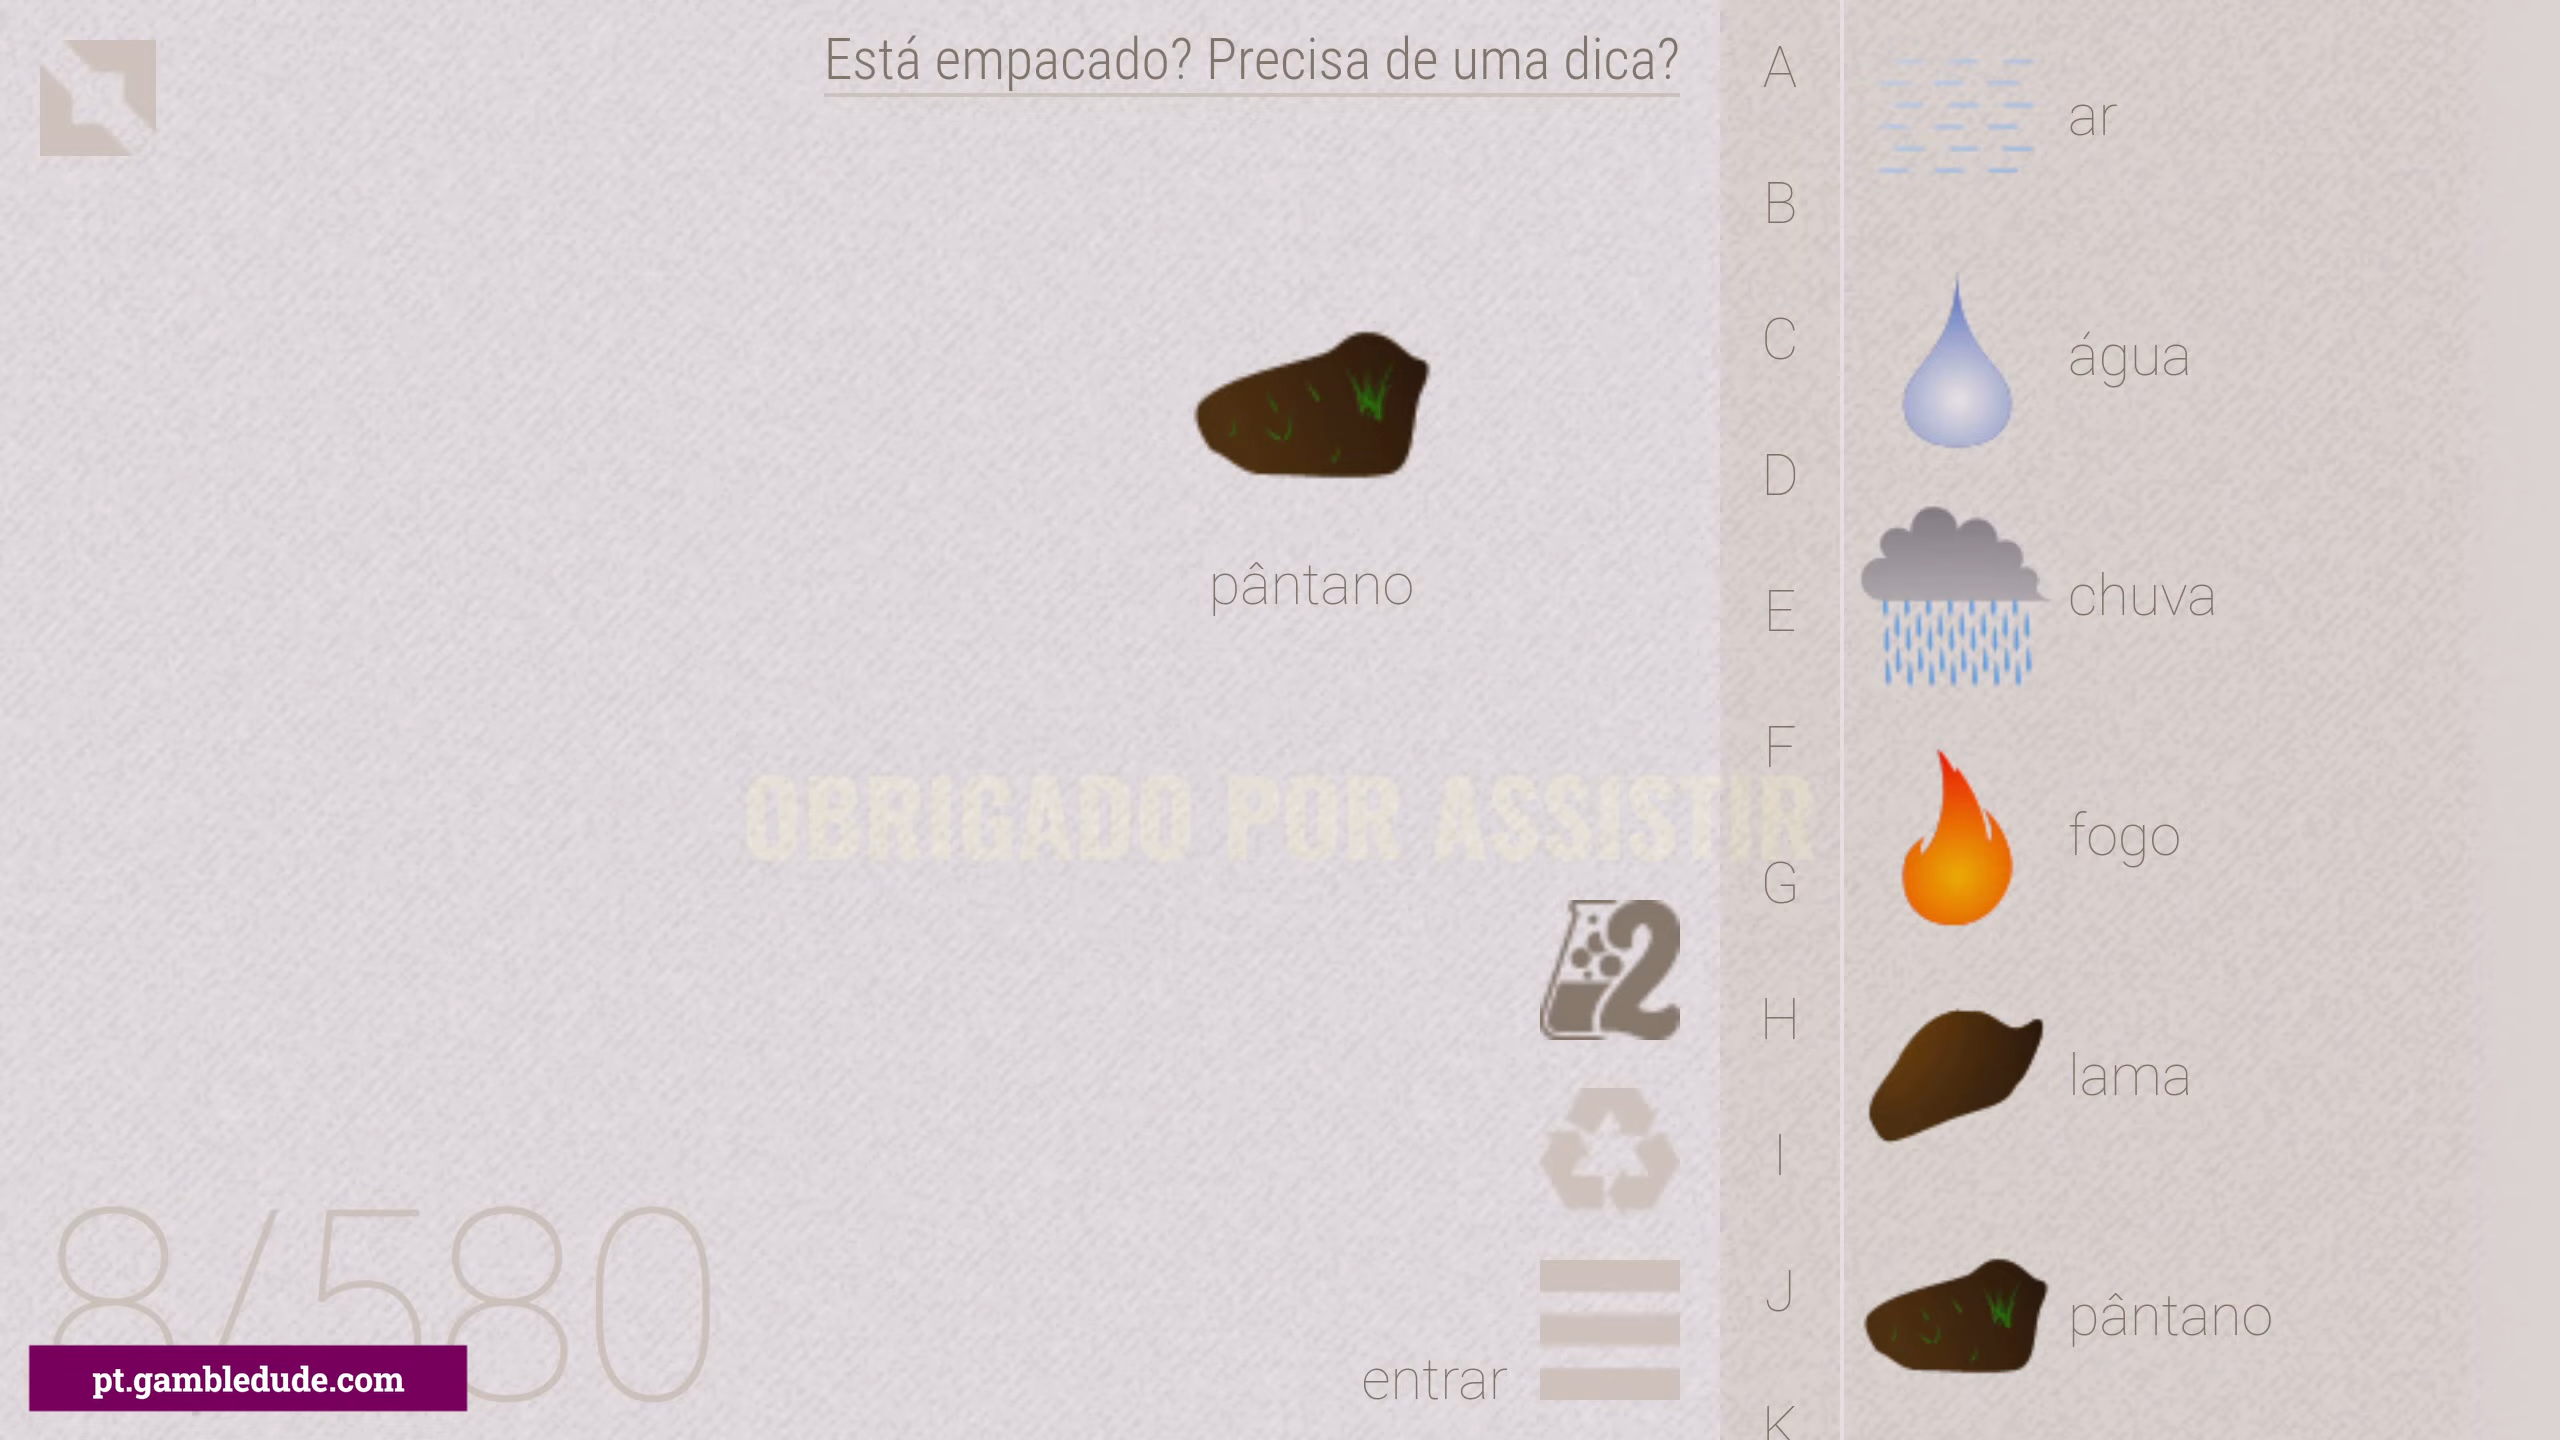 Está empacado? Precisa de uma dica?
pântano
OBRIGADO POR ASSISTIR
2
8/580
pt.gambledude.com
entrar
A
B
C
D
E
F
G
H
I
J
K
ar
água
chuva
fogo
lama
pântano